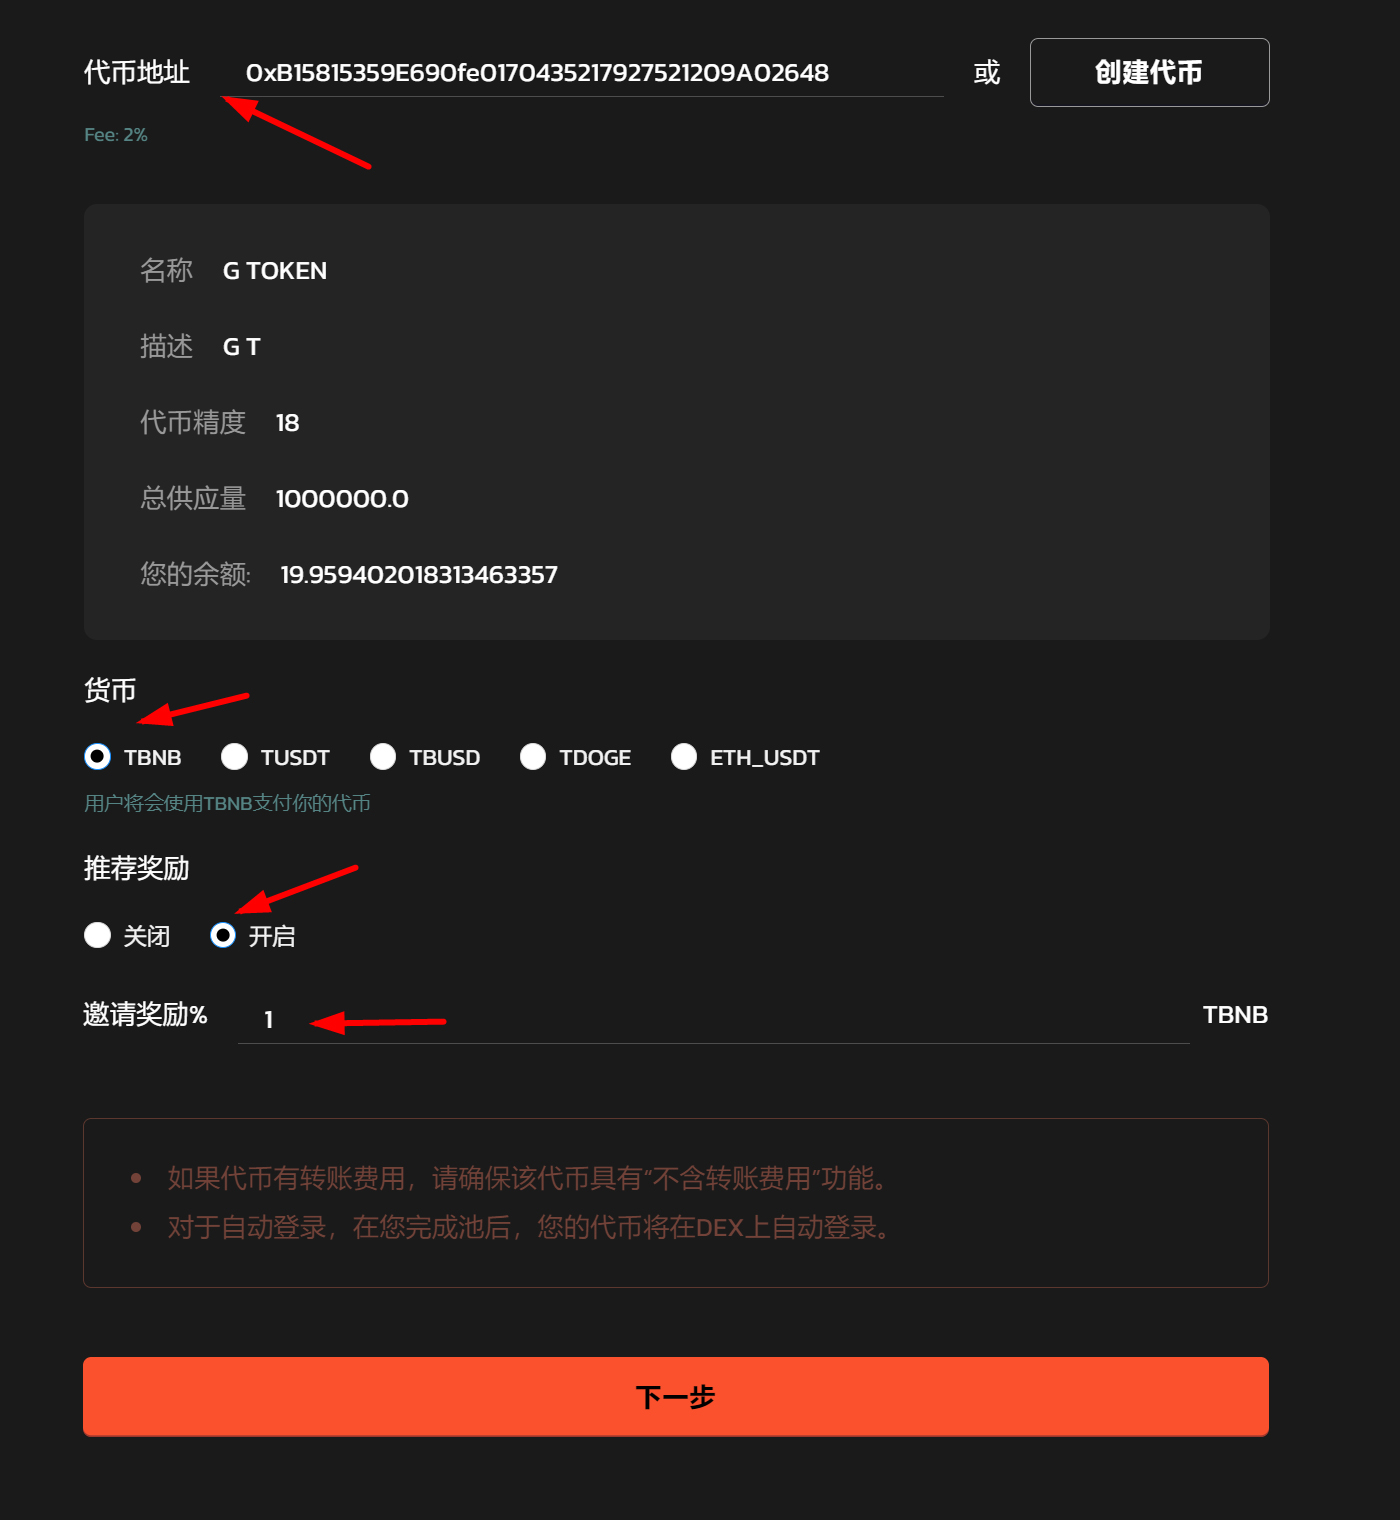 代币地址 0xB15815359E690fe0170435217927521209A02648 或 创建代币
Fee: 2%
名称 G TOKEN
描述 G T
代币精度 18
总供应量 1000000.0
您的余额: 19.959402018313463357
货币
TBNB TUSDT TBUSD TDOGE ETH_USDT
用户将会使用TBNB支付你的代币
推荐奖励
关闭 开启
邀请奖励% 1 TBNB
如果代币有转账费用，请确保该代币具有“不含转账费用”功能。
对于自动登录，在您完成池后，您的代币将在DEX上自动登录。
下一步